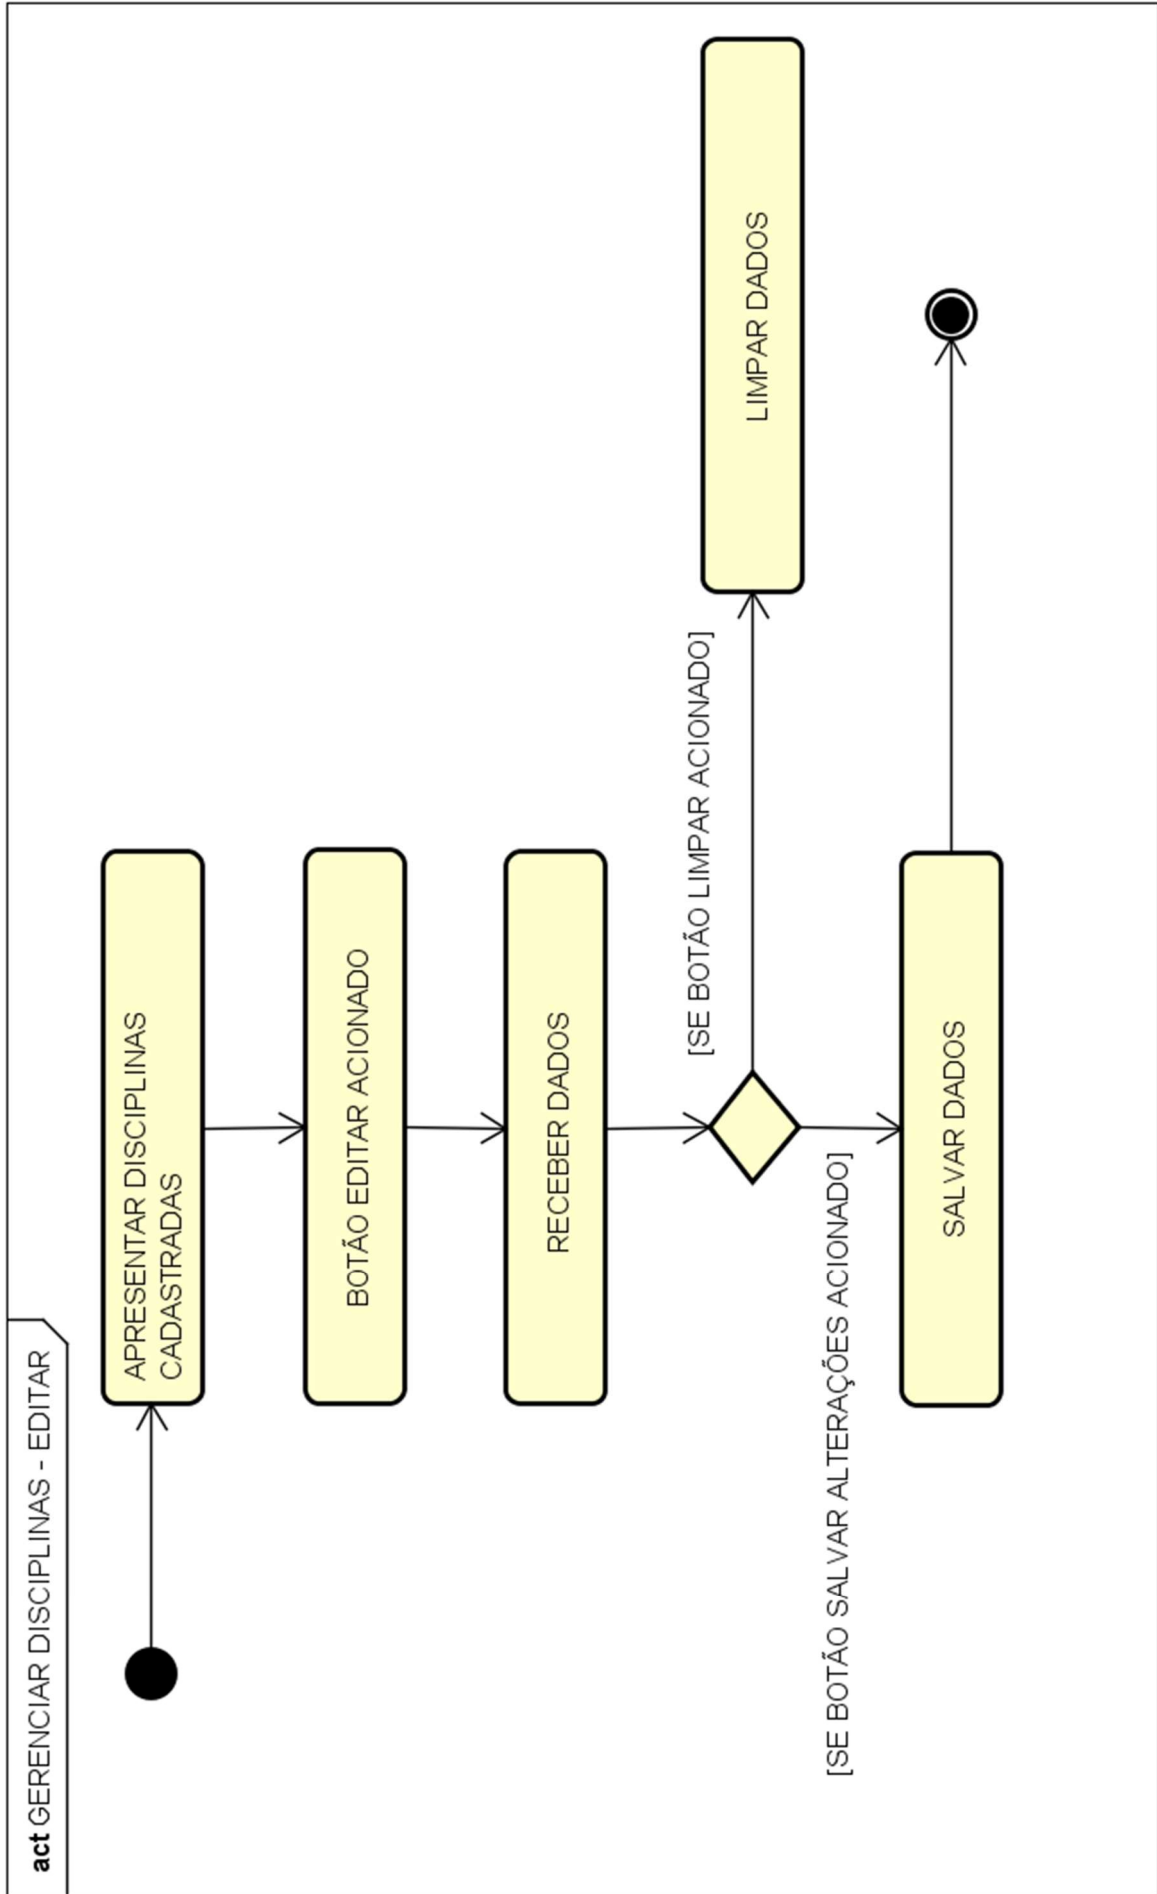 act GERENCIAR DISCIPLINAS - EDITAR
APRESENTAR DISCIPLINAS
CADASTRADAS
BOTÃO EDITAR ACIONADO
RECEBER DADOS
[SE BOTÃO LIMPAR ACIONADO]
LIMPAR DADOS
[SE BOTÃO SALVAR ALTERAÇÕES ACIONADO]
SALVAR DADOS